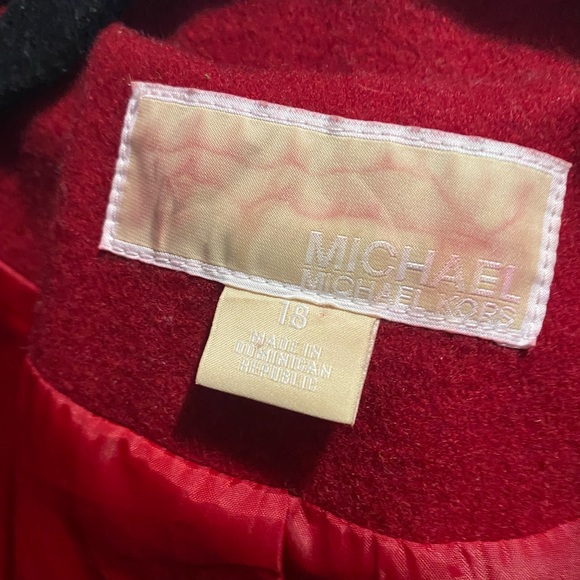 MICHAEL
MICHAEL KORS
18
MADE IN
DOMINICAN
REPUBLIC